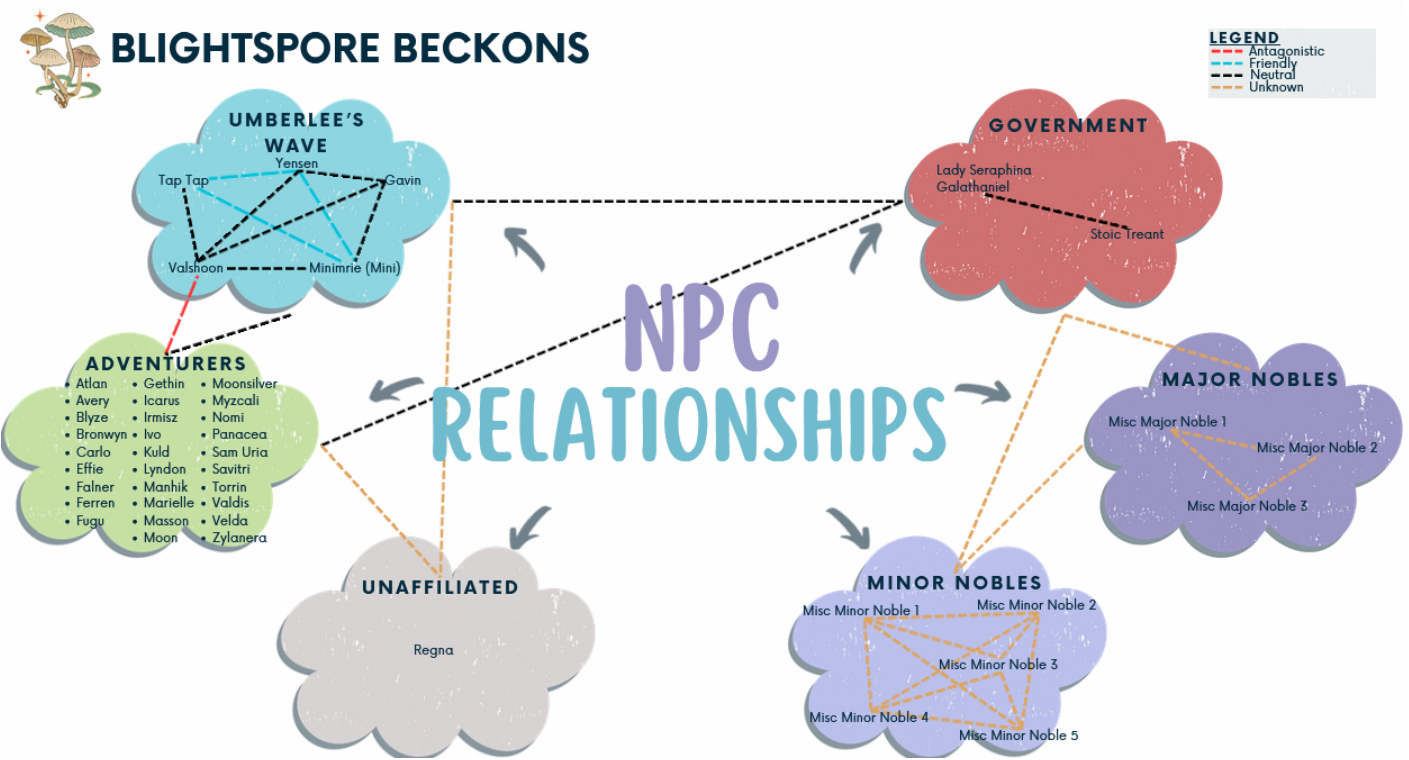 BLIGHTSPORE BECKONS
LEGEND
Antagonistic
Friendly
Neutral
Unknown
UMBERLEE'S
WAVE
Yensen
Tap Tap
Gavin
Valshoon
Minimrie (Mini)
GOVERNMENT
Lady Seraphina
Galathaniel
Stoic Treant
NPC
RELATIONSHIPS
ADVENTURERS
• Atlan
• Avery
• Blyze
• Bronwyn
• Carlo
• Effie
• Falner
• Ferren
• Fugu
• Gethin
• Icarus
• Irmisz
• Ivo
• Kuld
• Lyndon
• Manhik
• Marielle
• Masson
• Moon
• Moonsilver
• Myzcali
• Nomi
• Panacea
• Sam Uria
• Savitri
• Torrin
• Valdis
• Velda
• Zylanera
MAJOR NOBLES
Misc Major Noble 1
Misc Major Noble 2
Misc Major Noble 3
UNAFFILIATED
Regna
MINOR NOBLES
Misc Minor Noble 1
Misc Minor Noble 2
Misc Minor Noble 3
Misc Minor Noble 4
Misc Minor Noble 5